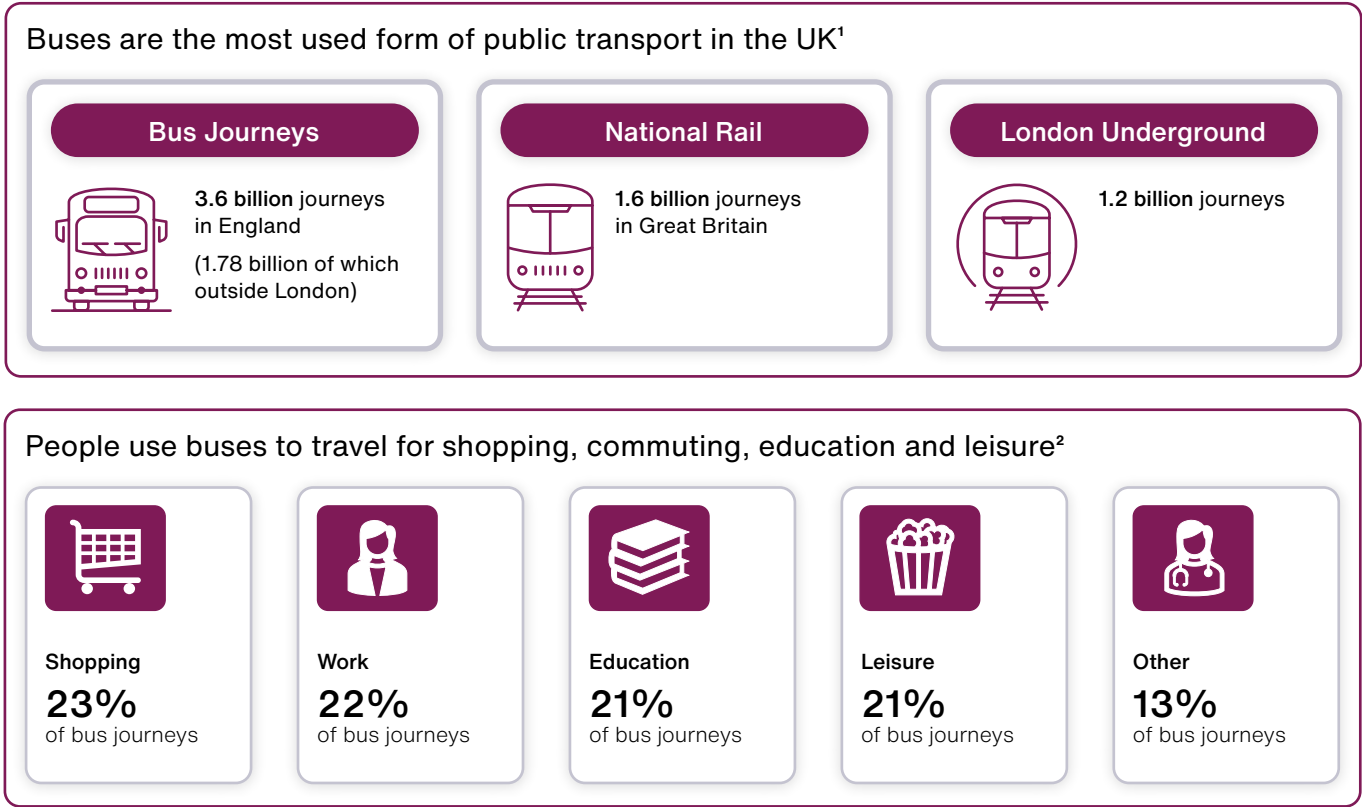 Buses are the most used form of public transport in the UK¹
Bus Journeys
3.6 billion journeys
in England
(1.78 billion of which
outside London)
National Rail
1.6 billion journeys
in Great Britain
London Underground
1.2 billion journeys
People use buses to travel for shopping, commuting, education and leisure²
Shopping
23%
of bus journeys
Work
22%
of bus journeys
Education
21%
of bus journeys
Leisure
21%
of bus journeys
Other
13%
of bus journeys